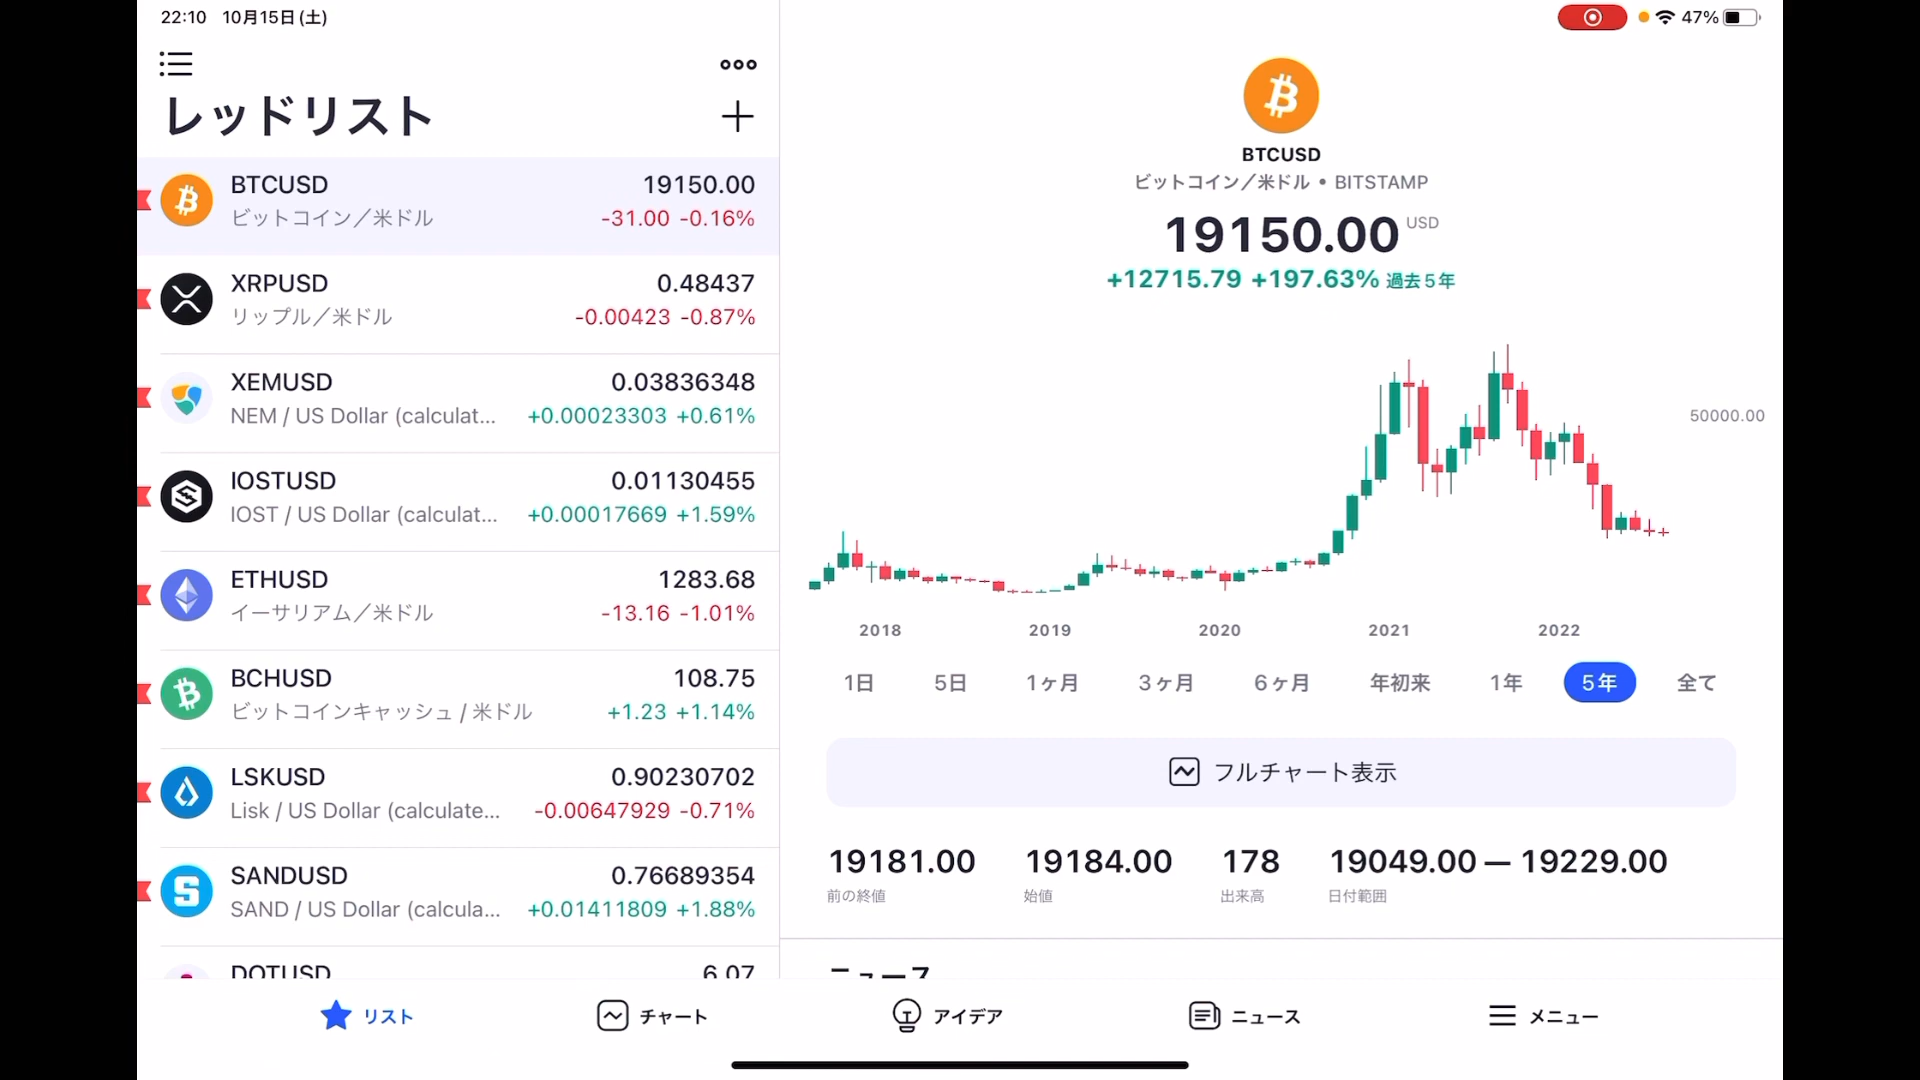 22:10 10月15日(土)
47%
レッドリスト
BTCUSD 19150.00
ビットコイン／米ドル -31.00 -0.16%
XRPUSD 0.48437
リップル／米ドル -0.00423 -0.87%
XEMUSD 0.03836348
NEM / US Dollar (calculat... +0.00023303 +0.61%
IOSTUSD 0.01130455
IOST / US Dollar (calculat... +0.00017669 +1.59%
ETHUSD 1283.68
イーサリアム／米ドル -13.16 -1.01%
BCHUSD 108.75
ビットコインキャッシュ / 米ドル +1.23 +1.14%
LSKUSD 0.90230702
Lisk / US Dollar (calculate... -0.00647929 -0.71%
SANDUSD 0.76689354
SAND / US Dollar (calcula... +0.01411809 +1.88%
DOTUSD 6.07
BTCUSD
ビットコイン／米ドル • BITSTAMP
19150.00 USD
+12715.79 +197.63% 過去5年
50000.00
2018 2019 2020 2021 2022
1日 5日 1ヶ月 3ヶ月 6ヶ月 年初来 1年 5年 全て
フルチャート表示
19181.00 19184.00 178 19049.00 — 19229.00
前の終値 始値 出来高 日付範囲
ニュース
リスト チャート アイデア ニュース メニュー